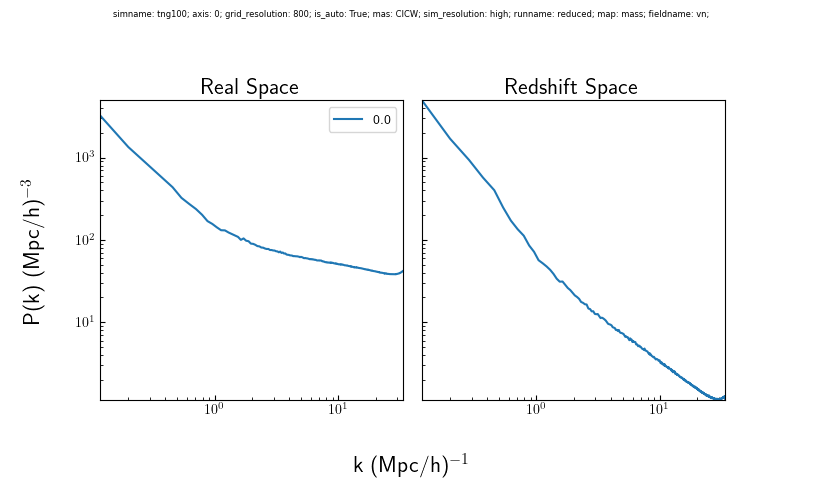 simname: tng100; axis: 0; grid_resolution: 800; is_auto: True; mas: CICW; sim_resolution: high; runname: reduced; map: mass; fieldname: vn;
Real Space
Redshift Space
0.0
P(k) (Mpc/h)⁻³
10³
10²
10¹
10⁰ 10¹
10⁰ 10¹
k (Mpc/h)⁻¹